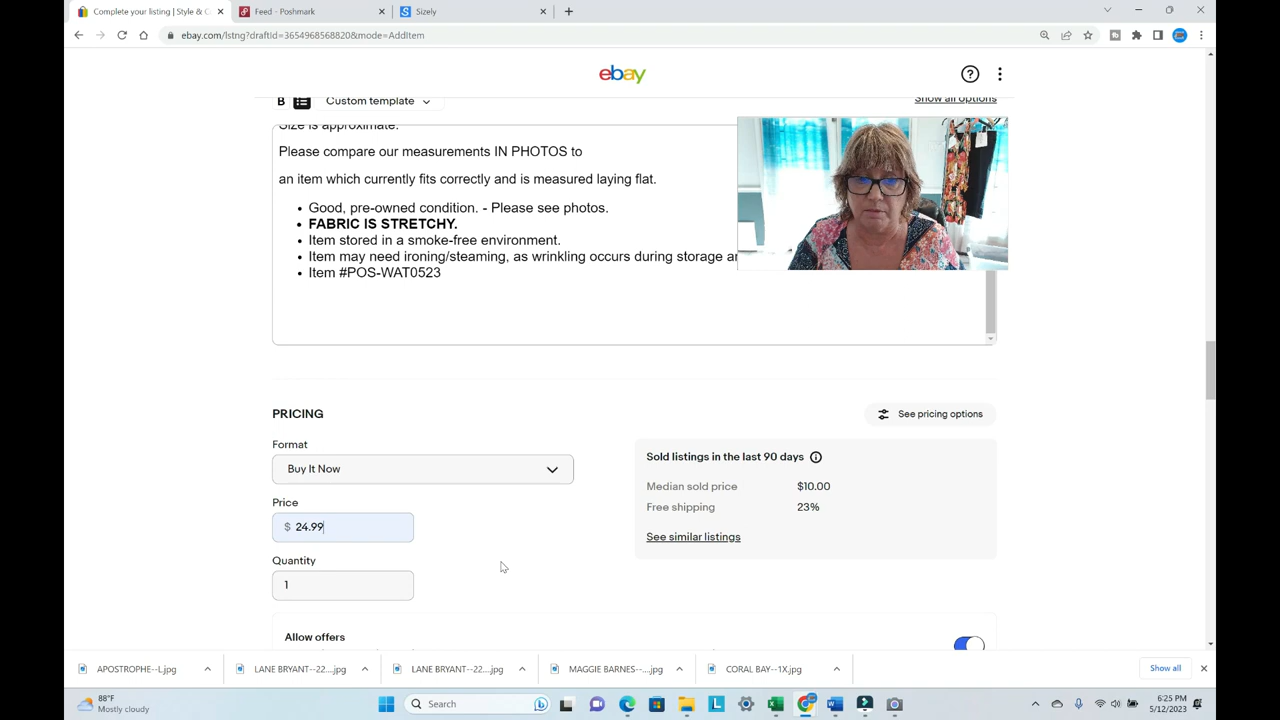 Complete your listing | Style & C
Feed - Poshmark
Sizely
ebay.com/lstng?draftId=3654968568820&mode=AddItem
ebay
B
Custom template
Show all options
Size is approximate.
Please compare our measurements IN PHOTOS to
an item which currently fits correctly and is measured laying flat.
Good, pre-owned condition. - Please see photos.
FABRIC IS STRETCHY.
Item stored in a smoke-free environment.
Item may need ironing/steaming, as wrinkling occurs during storage
Item #POS-WAT0523
PRICING
See pricing options
Format
Buy It Now
Sold listings in the last 90 days
Median sold price $10.00
Free shipping 23%
See similar listings
Price
$ 24.99
Quantity
1
Allow offers
APOSTROPHE--L.jpg
LANE BRYANT--22....jpg
LANE BRYANT--22....jpg
MAGGIE BARNES--....jpg
CORAL BAY--1X.jpg
Show all
88°F
Mostly cloudy
Search
6:25 PM
5/12/2023